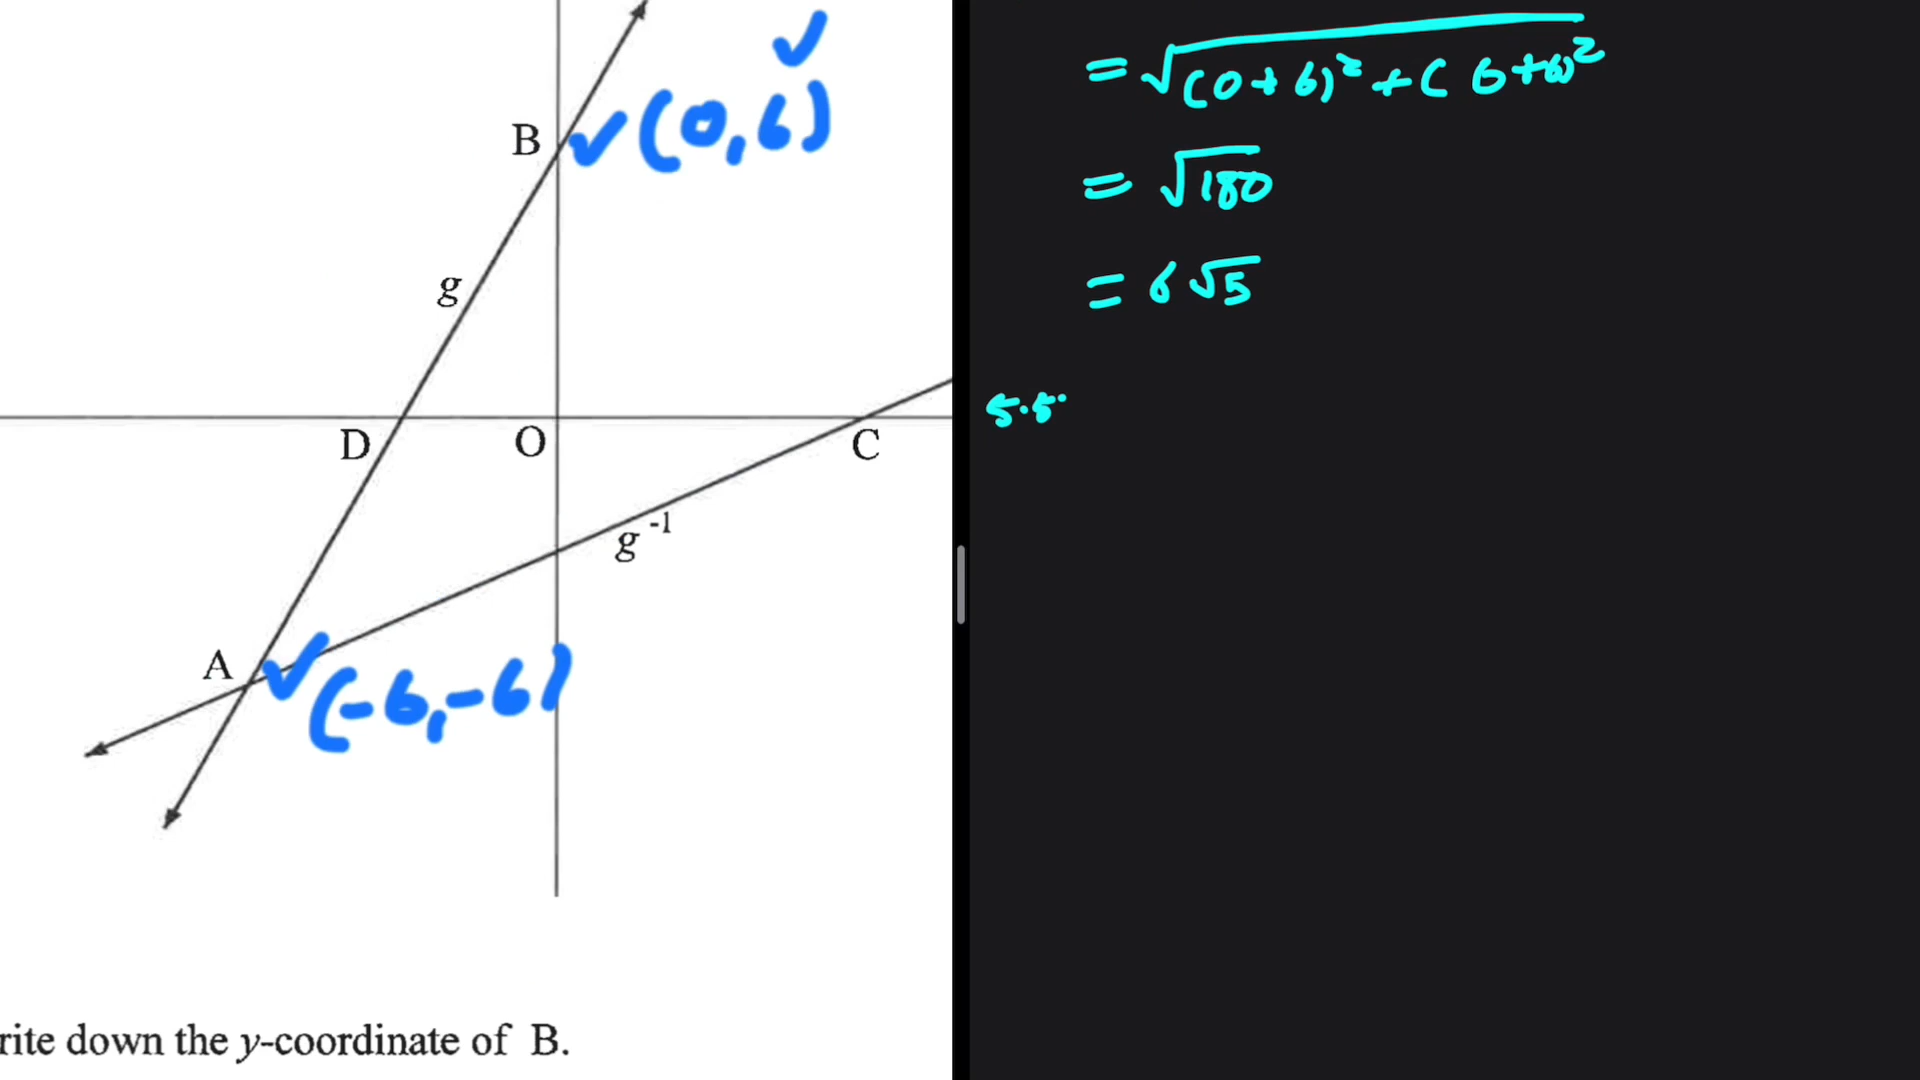 B (0,6)
g
D O C
g⁻¹
A (-6,-6)
rite down the y-coordinate of B.
= √(0+6)² + (6+6)²
= √180
= 6√5
5.5